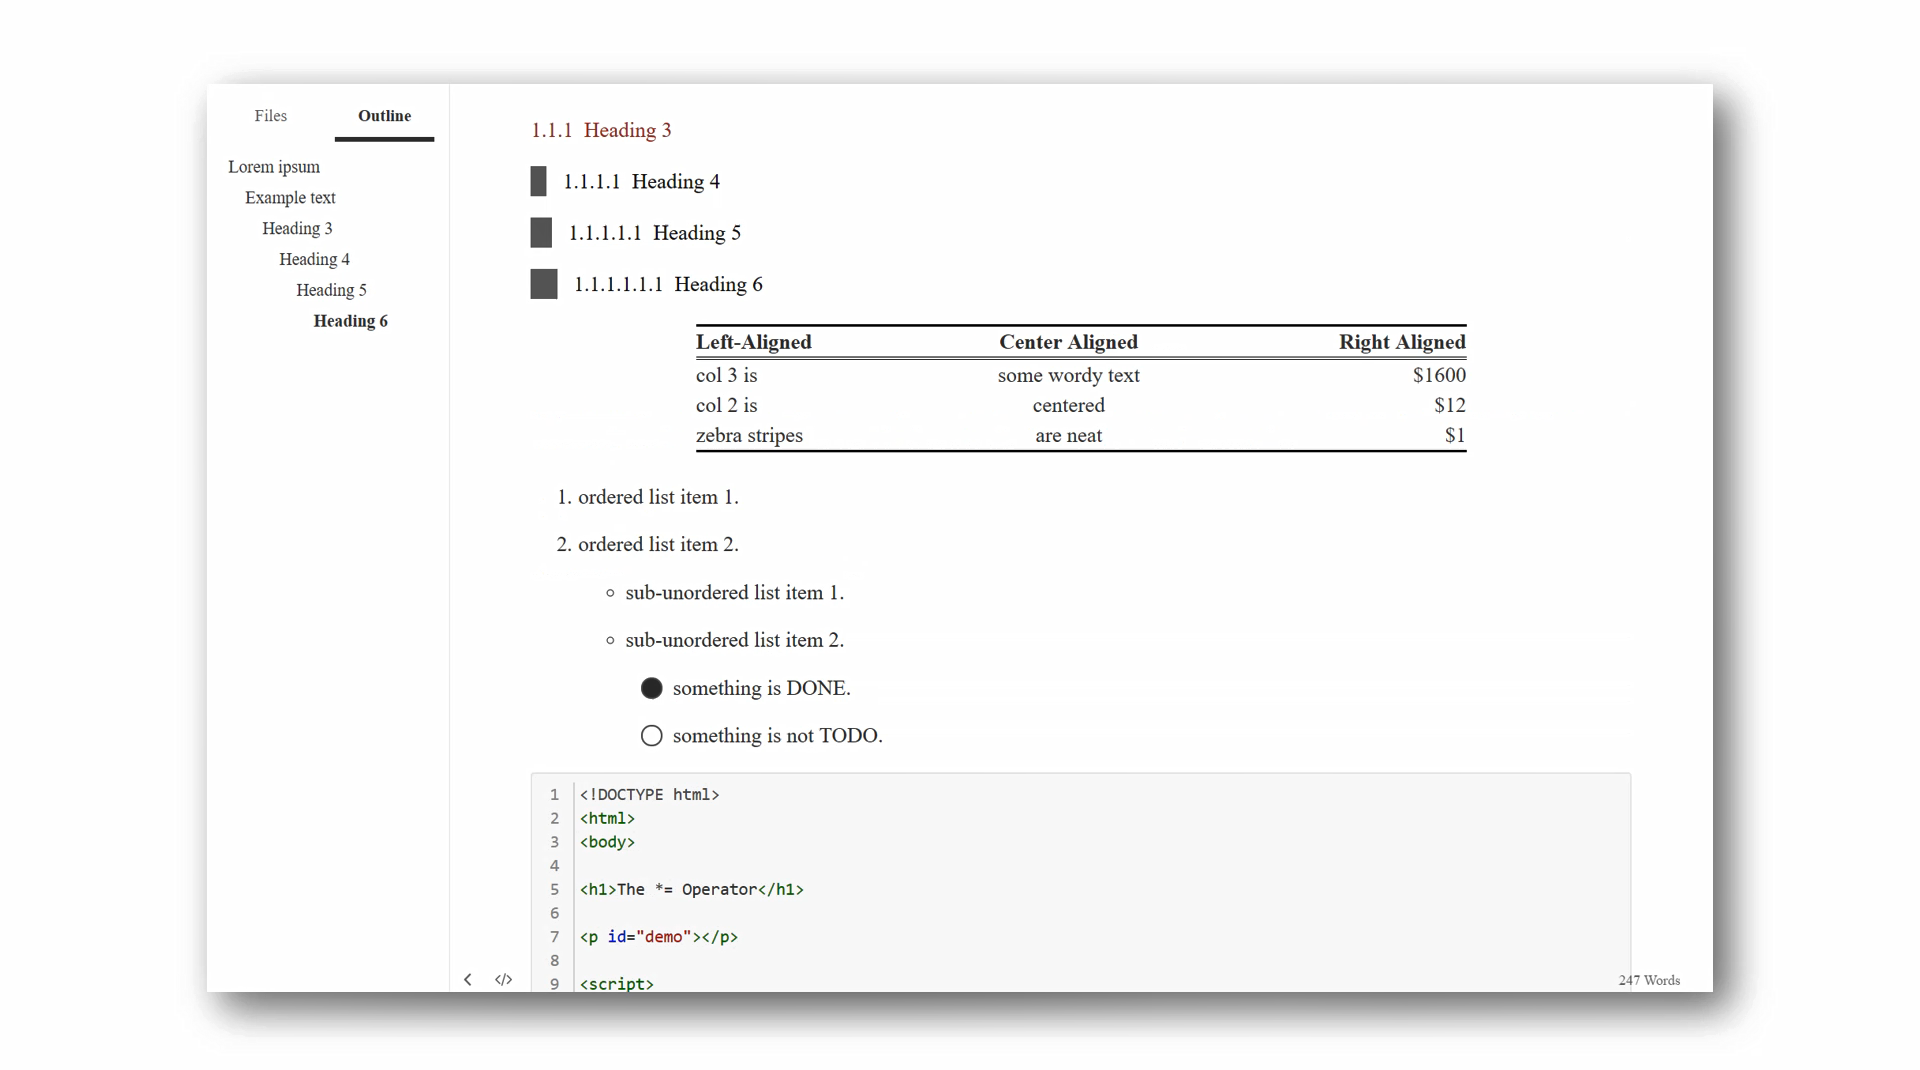 Files Outline
Lorem ipsum
Example text
Heading 3
Heading 4
Heading 5
Heading 6
1.1.1 Heading 3
1.1.1.1 Heading 4
1.1.1.1.1 Heading 5
1.1.1.1.1.1 Heading 6
Left-Aligned Center Aligned Right Aligned
col 3 is some wordy text $1600
col 2 is centered $12
zebra stripes are neat $1
1. ordered list item 1.
2. ordered list item 2.
sub-unordered list item 1.
sub-unordered list item 2.
something is DONE.
something is not TODO.
1 <!DOCTYPE html>
2 <html>
3 <body>
4
5 <h1>The *= Operator</h1>
6
7 <p id="demo"></p>
8
9 <script>
</> 247 Words